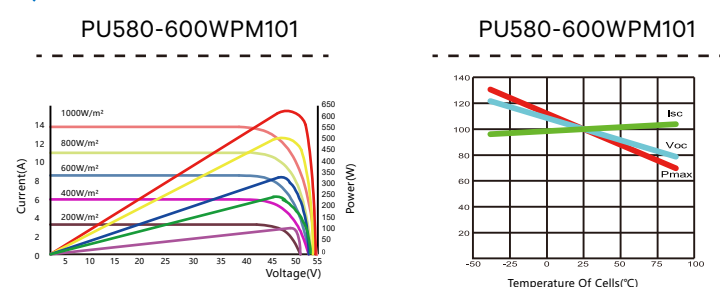 PU580-600WPM101
1000W/m²
800W/m²
600W/m²
400W/m²
200W/m²
14
12
10
8
6
4
2
0
Current(A)
650
600
550
500
450
400
350
300
250
200
150
100
50
0
Power(W)
5 10 15 20 25 30 35 40 45 50 55
Voltage(V)
PU580-600WPM101
140
120
100
80
60
40
20
Isc
Voc
Pmax
-50 -25 0 25 50 75 100
Temperature Of Cells(℃)